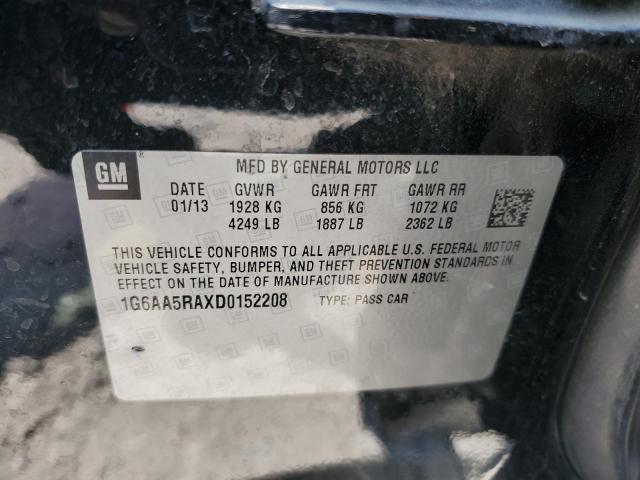 GM ® MFD BY GENERAL MOTORS LLC
DATE GVWR GAWR FRT GAWR RR
01/13 1928 KG 856 KG 1072 KG
4249 LB 1887 LB 2362 LB
THIS VEHICLE CONFORMS TO ALL APPLICABLE U.S. FEDERAL MOTOR
VEHICLE SAFETY, BUMPER, AND THEFT PREVENTION STANDARDS IN
EFFECT ON THE DATE OF MANUFACTURE SHOWN ABOVE.
1G6AA5RAXD0152208 TYPE: PASS CAR